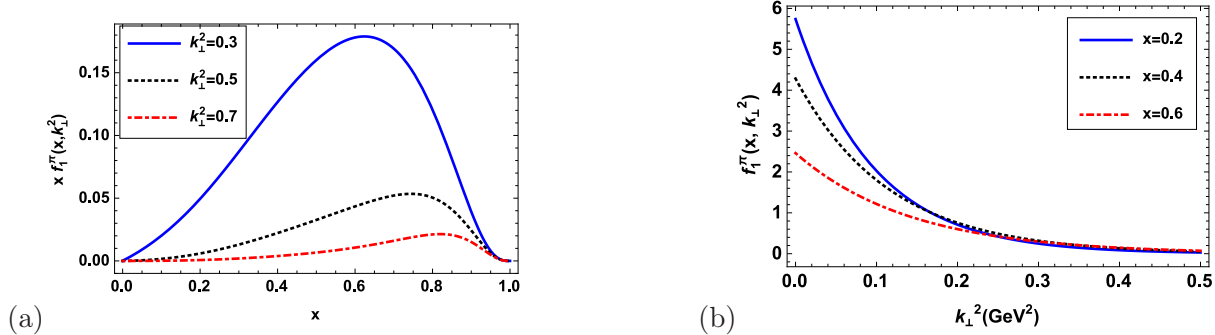 k⊥²=0.3
k⊥²=0.5
k⊥²=0.7
0.15
0.10
0.05
0.00
x f₁^π(x,k⊥²)
0.0 0.2 0.4 0.6 0.8 1.0
x
(a)
x=0.2
x=0.4
x=0.6
6
5
4
3
2
1
0
f₁^π(x, k⊥²)
0.0 0.1 0.2 0.3 0.4 0.5
k⊥²(GeV²)
(b)